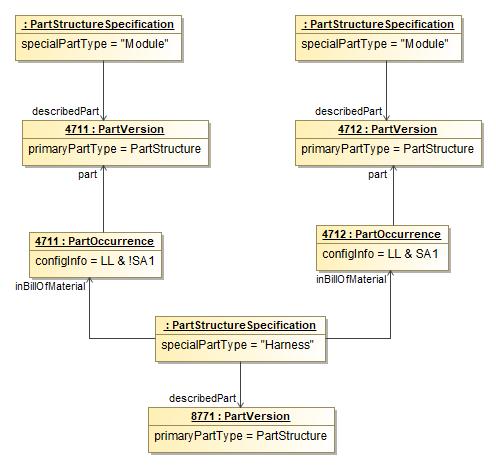 : PartStructureSpecification
specialPartType = "Module"
: PartStructureSpecification
specialPartType = "Module"
describedPart
describedPart
4711 : PartVersion
primaryPartType = PartStructure
4712 : PartVersion
primaryPartType = PartStructure
part
part
4711 : PartOccurrence
configInfo = LL & !SA1
4712 : PartOccurrence
configInfo = LL & SA1
inBillOfMaterial
inBillOfMaterial
: PartStructureSpecification
specialPartType = "Harness"
describedPart
8771 : PartVersion
primaryPartType = PartStructure